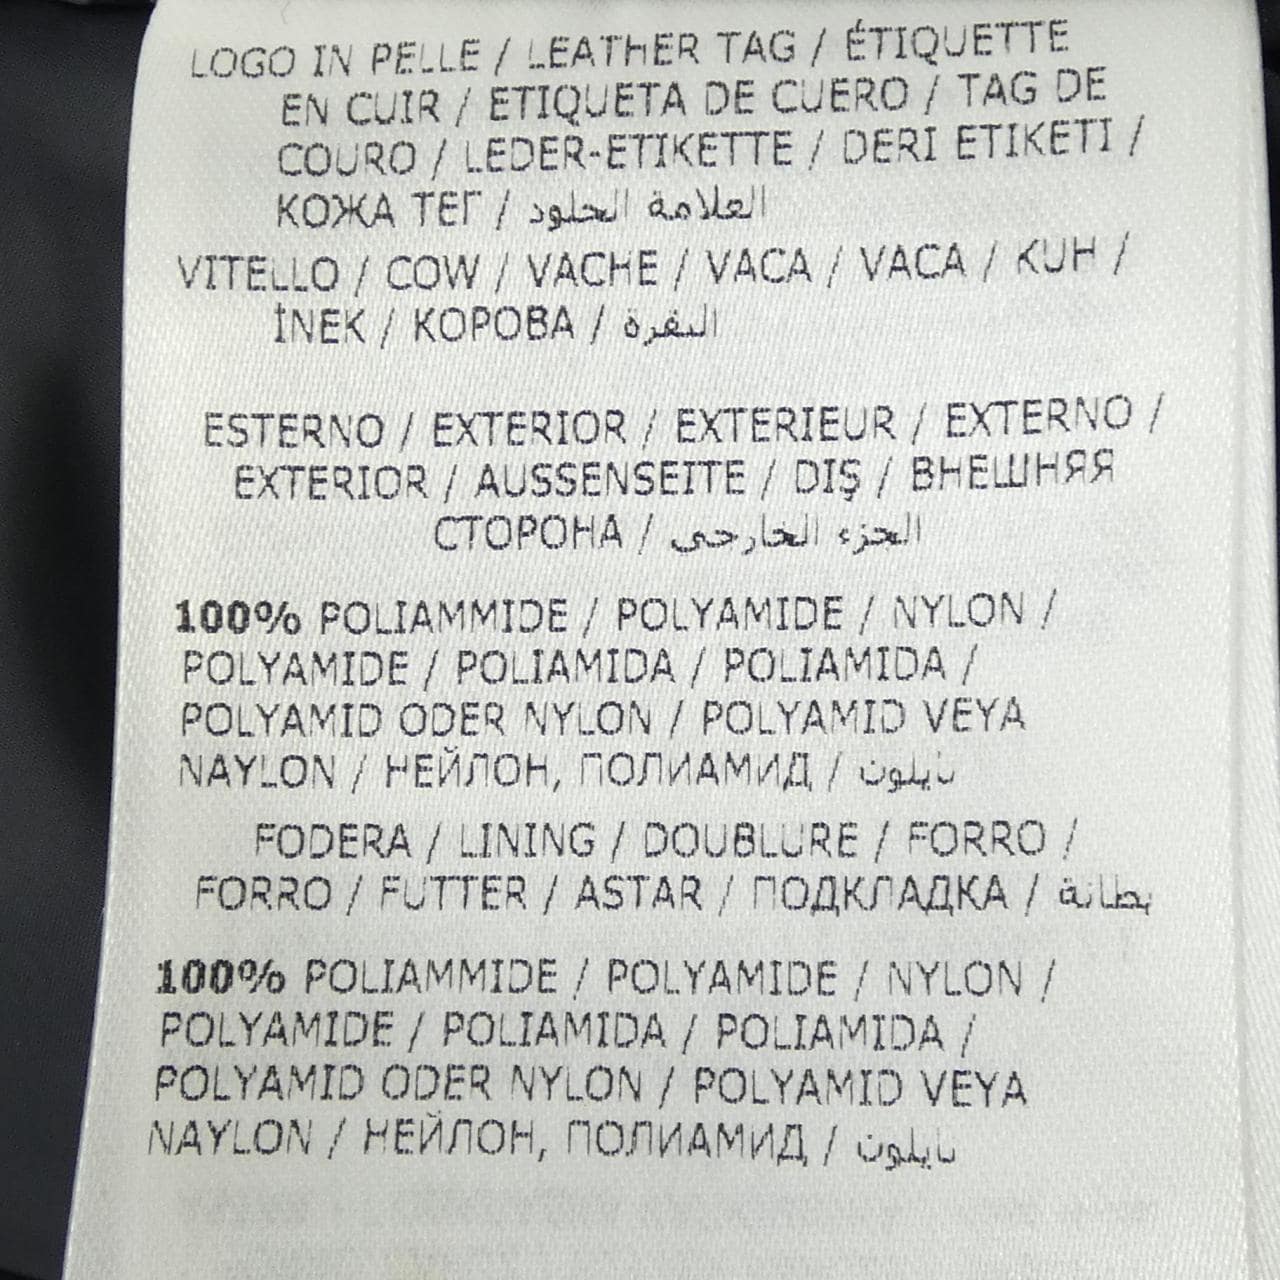 LOGO IN PELLE / LEATHER TAG / ÉTIQUETTE
EN CUIR / ETIQUETA DE CUERO / TAG DE
COURO / LEDER-ETIKETTE / DERI ETIKETI /
КОЖА ТЕГ / العلامة الجلود
VITELLO / COW / VACHE / VACA / VACA / KUH /
İNEK / КОРОВА / البقرة
ESTERNO / EXTERIOR / EXTERIEUR / EXTERNO /
EXTERIOR / AUSSENSEITE / DIŞ / ВНЕШНЯЯ
СТОРОНА / الجزء الخارجى
100% POLIAMMIDE / POLYAMIDE / NYLON /
POLYAMIDE / POLIAMIDA / POLIAMIDA /
POLYAMID ODER NYLON / POLYAMID VEYA
NAYLON / НЕЙЛОН, ПОЛИАМИД / نايلون
FODERA / LINING / DOUBLURE / FORRO /
FORRO / FUTTER / ASTAR / ПОДКЛАДКА / بطانة
100% POLIAMMIDE / POLYAMIDE / NYLON /
POLYAMIDE / POLIAMIDA / POLIAMIDA /
POLYAMID ODER NYLON / POLYAMID VEYA
NAYLON / НЕЙЛОН, ПОЛИАМИД / نايلون